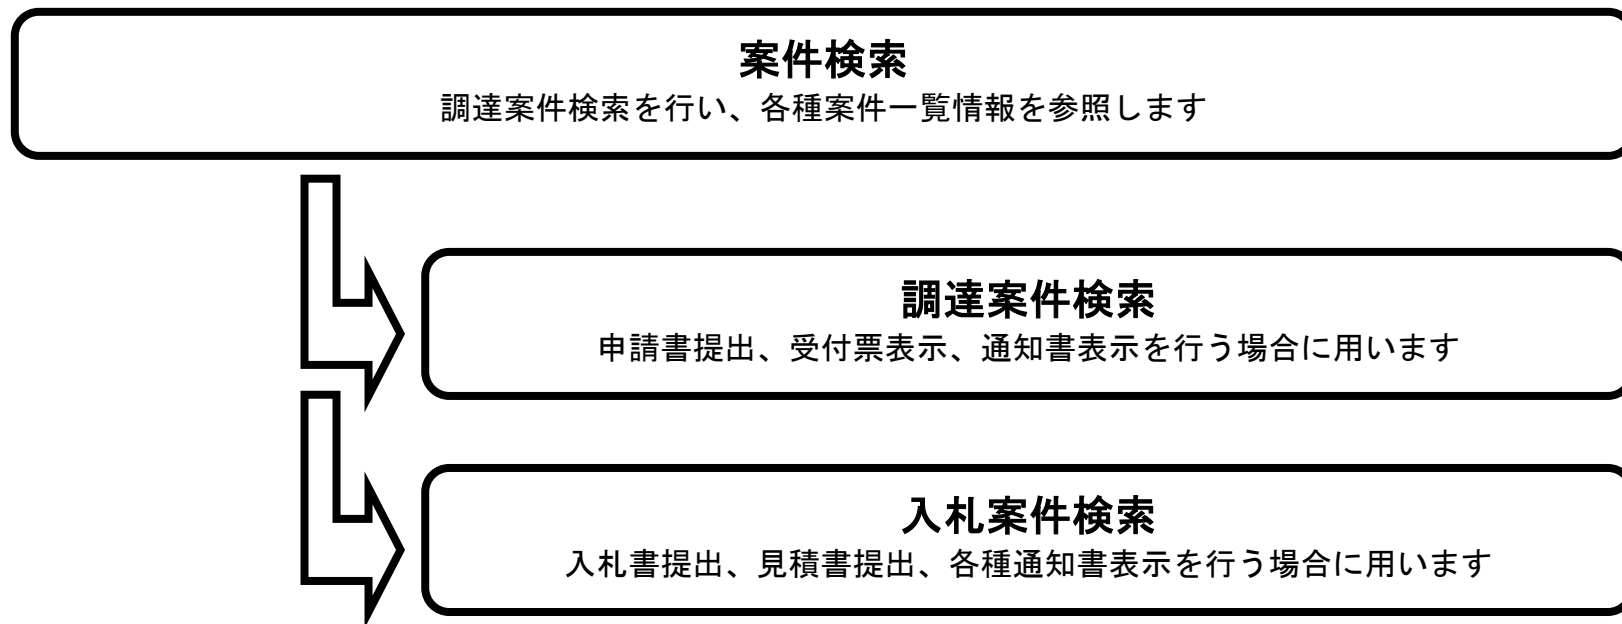 案件検索
調達案件検索を行い、各種案件一覧情報を参照します
調達案件検索
申請書提出、受付票表示、通知書表示を行う場合に用います
入札案件検索
入札書提出、見積書提出、各種通知書表示を行う場合に用います